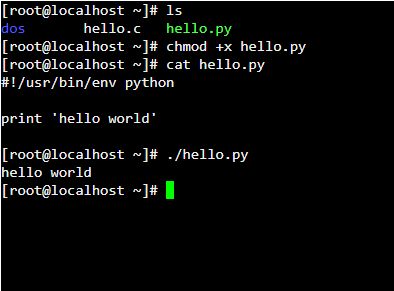 [root@localhost ~]# ls
dos       hello.c   hello.py
[root@localhost ~]# chmod +x hello.py
[root@localhost ~]# cat hello.py
#!/usr/bin/env python
print 'hello world'
[root@localhost ~]# ./hello.py
hello world
[root@localhost ~]#